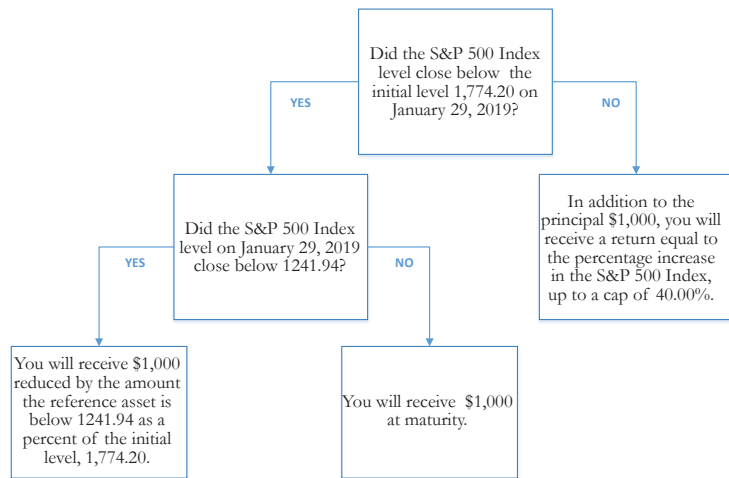 Did the S&P 500 Index
level close below the
initial level 1,774.20 on
January 29, 2019?
YES
NO
Did the S&P 500 Index
level on January 29, 2019
close below 1241.94?
In addition to the
principal $1,000, you will
receive a return equal to
the percentage increase
in the S&P 500 Index,
up to a cap of 40.00%.
YES
NO
You will receive $1,000
reduced by the amount
the reference asset is
below 1241.94 as a
percent of the initial
level, 1,774.20.
You will receive $1,000
at maturity.